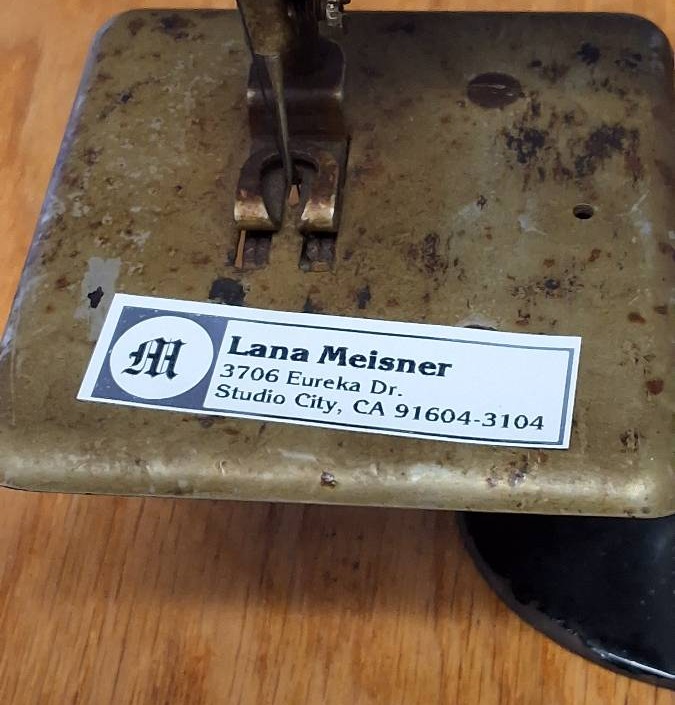 M
Lana Meisner
3706 Eureka Dr.
Studio City, CA 91604-3104